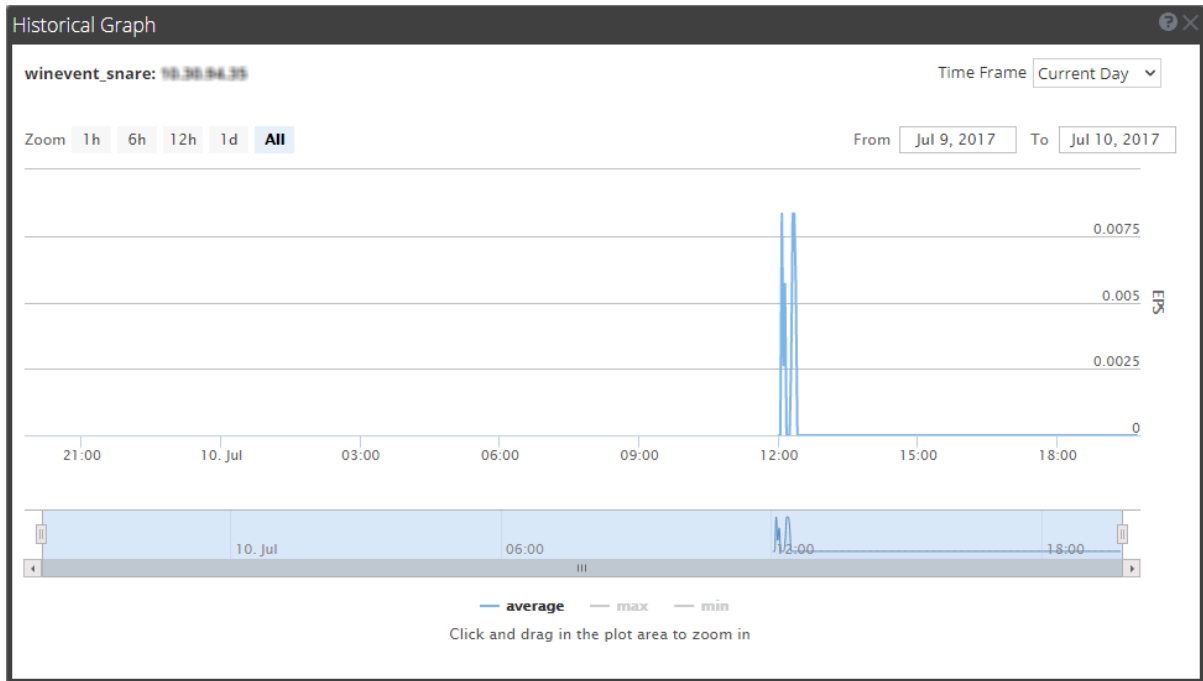 Historical Graph
winevent_snare:
Time Frame Current Day
Zoom 1h 6h 12h 1d All
From Jul 9, 2017 To Jul 10, 2017
0.0075
0.005
EPS
0.0025
0
21:00 10. Jul 03:00 06:00 09:00 12:00 15:00 18:00
10. Jul 06:00 12:00 18:00
average max min
Click and drag in the plot area to zoom in